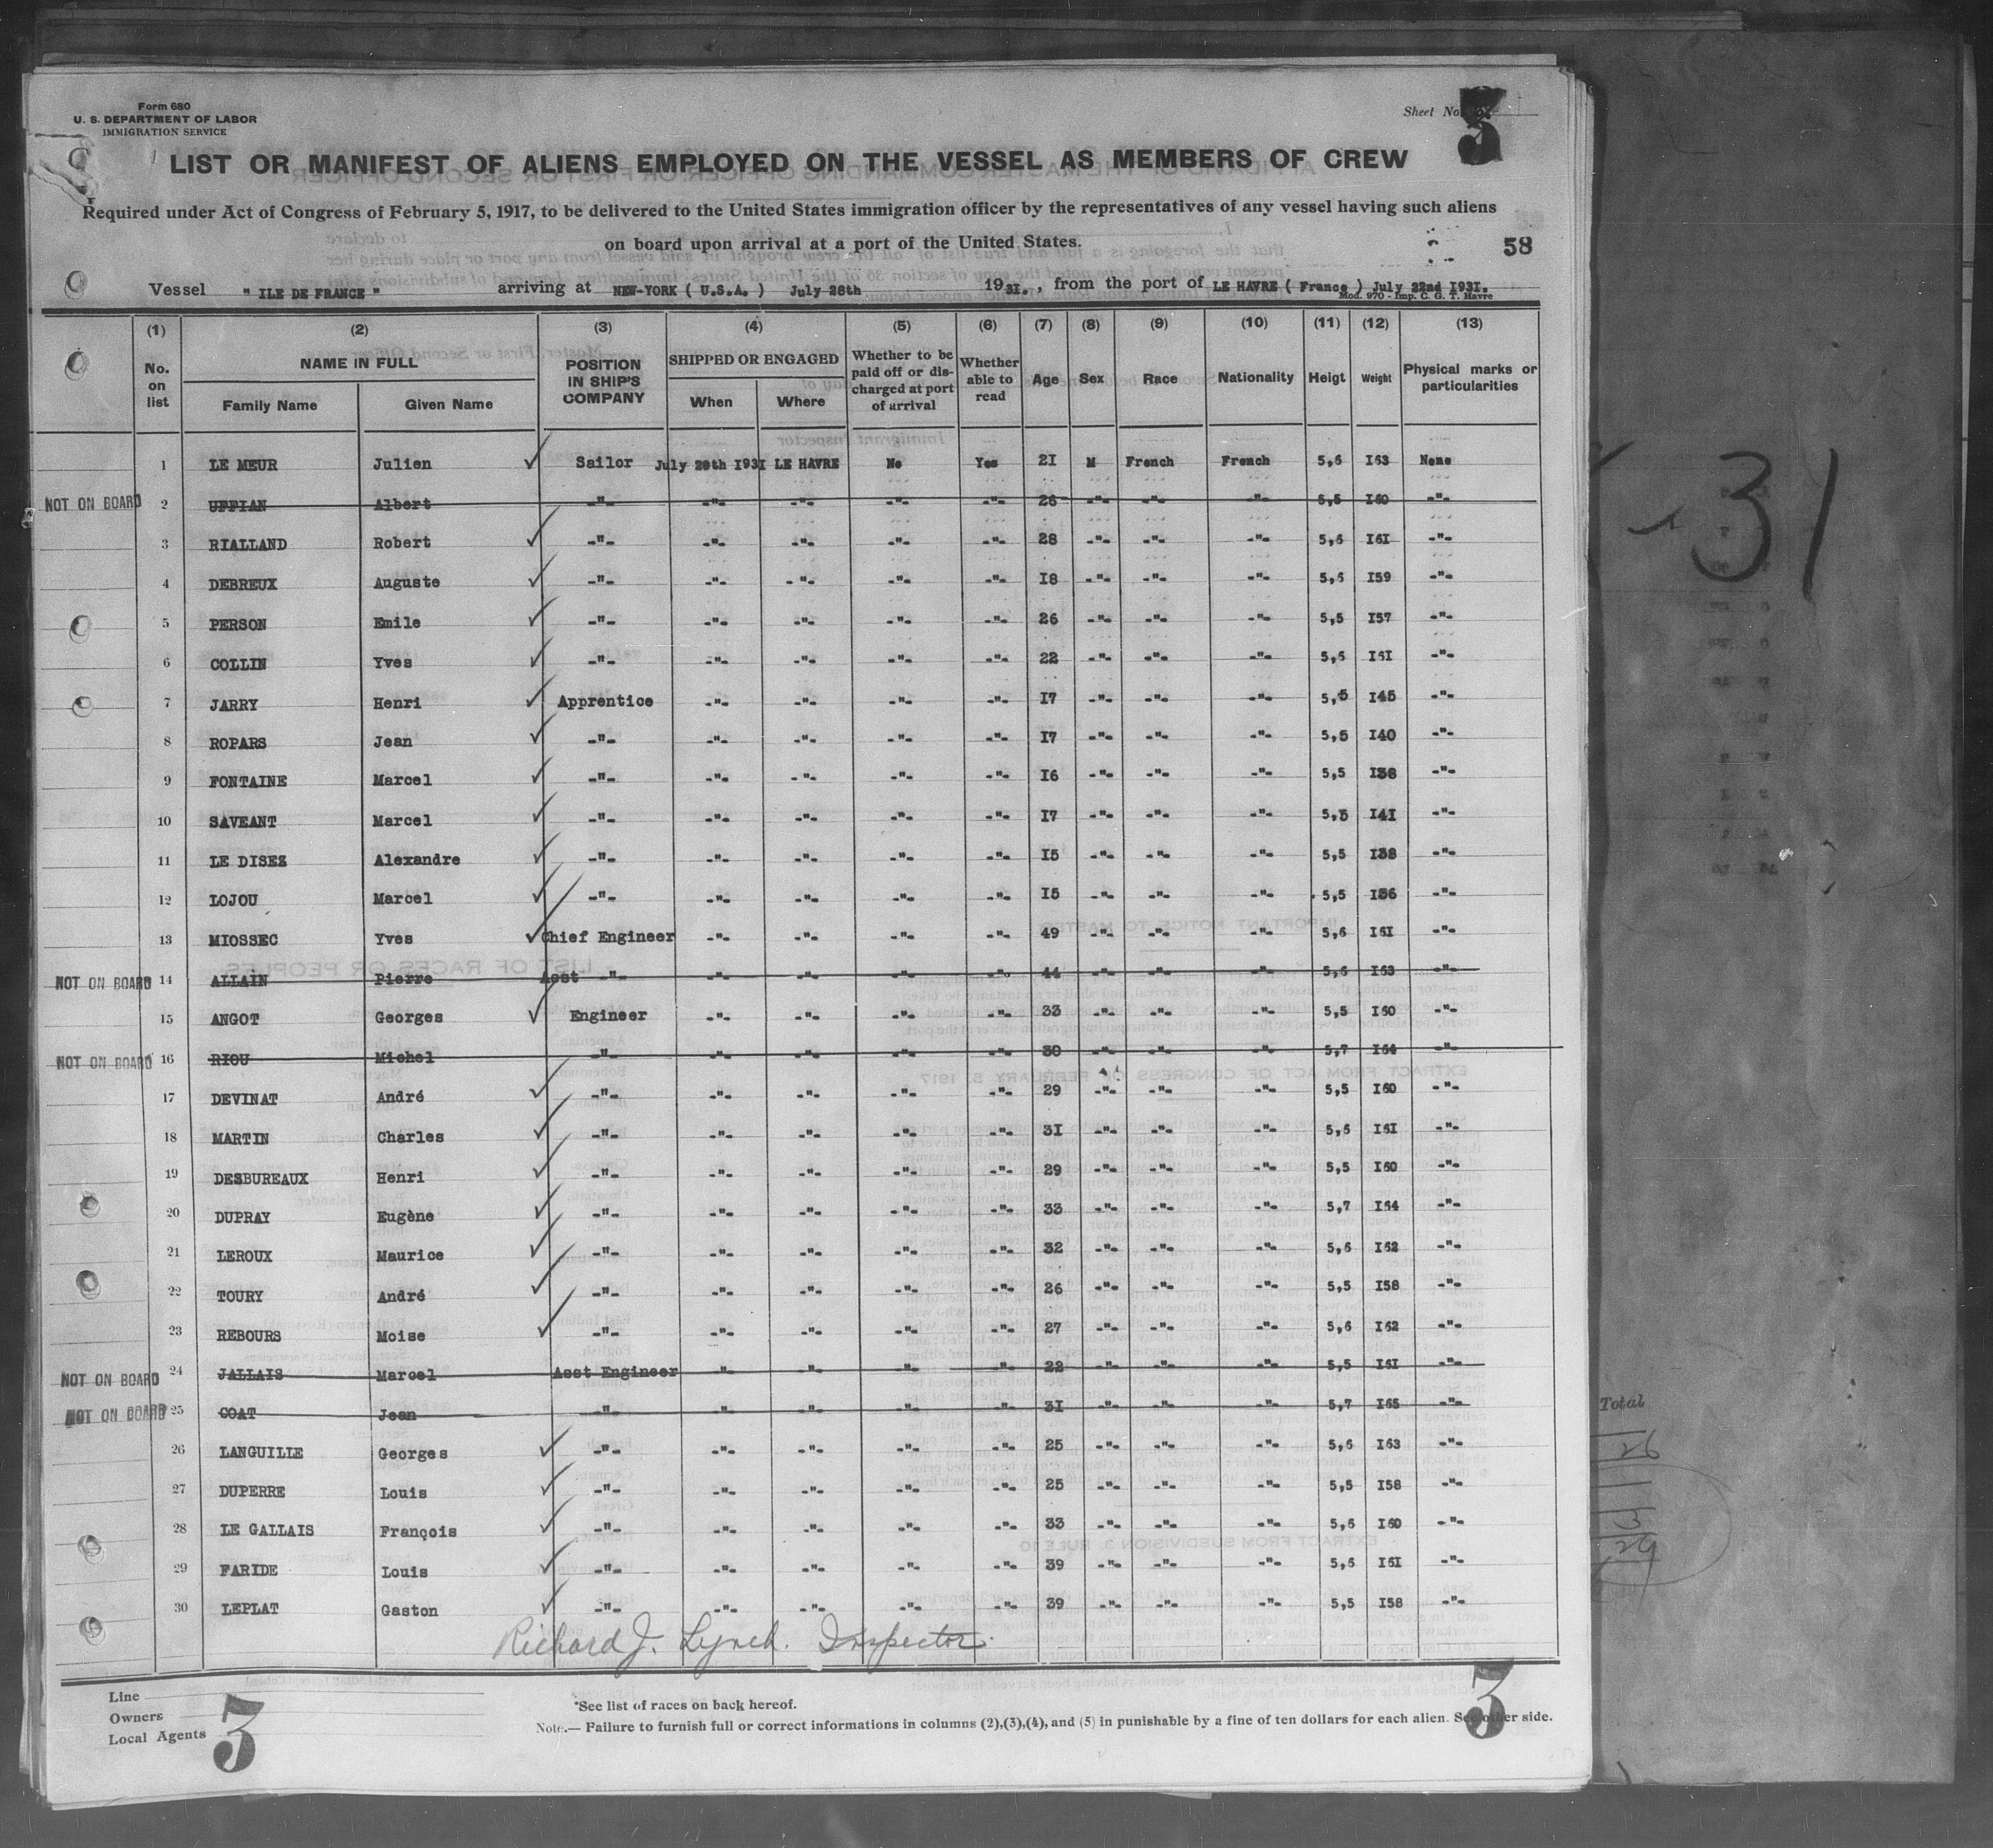 Form 680
U. S. DEPARTMENT OF LABOR
IMMIGRATION SERVICE
Sheet No.
3
LIST OR MANIFEST OF ALIENS EMPLOYED ON THE VESSEL AS MEMBERS OF CREW
Required under Act of Congress of February 5, 1917, to be delivered to the United States immigration officer by the representatives of any vessel having such aliens
on board upon arrival at a port of the United States.
58
Vessel " ILE DE FRANCE " arriving at NEW-YORK ( U.S.A. ) July 28th 1931. , from the port of LE HAVRE ( France ) July 22nd 1931.
Mod. 970 - Imp. C. G. T. Havre
(1) (2) (3) (4) (5) (6) (7) (8) (9) (10) (11) (12) (13)
No. on list NAME IN FULL Family Name Given Name POSITION IN SHIP'S COMPANY SHIPPED OR ENGAGED When Where Whether to be paid off or discharged at port of arrival Whether able to read Age Sex Race Nationality Heigt Weight Physical marks or particularities
1 LE MEUR Julien ✓ Sailor July 20th 1931 LE HAVRE No Yes 21 M French French 5,6 163 None
NOT ON BOARD 2 UFFIAN Albert -"- -"- -"- -"- -"- 26 -"- -"- -"- 5,5 160 -"-
3 RIALLAND Robert ✓ -"- -"- -"- -"- -"- 28 -"- -"- -"- 5,6 161 -"-
4 DEBREUX Auguste ✓ -"- -"- -"- -"- -"- 18 -"- -"- -"- 5,6 159 -"-
5 PERSON Emile ✓ -"- -"- -"- -"- -"- 26 -"- -"- -"- 5,5 157 -"-
6 COLLIN Yves ✓ -"- -"- -"- -"- -"- 22 -"- -"- -"- 5,6 161 -"-
7 JARRY Henri ✓ Apprentice -"- -"- -"- -"- 17 -"- -"- -"- 5,5 145 -"-
8 ROPARS Jean ✓ -"- -"- -"- -"- -"- 17 -"- -"- -"- 5,5 140 -"-
9 FONTAINE Marcel ✓ -"- -"- -"- -"- -"- 16 -"- -"- -"- 5,5 138 -"-
10 SAVEANT Marcel ✓ -"- -"- -"- -"- -"- 17 -"- -"- -"- 5,5 141 -"-
11 LE DISEZ Alexandre ✓ -"- -"- -"- -"- -"- 15 -"- -"- -"- 5,5 138 -"-
12 LOJOU Marcel ✓ -"- -"- -"- -"- -"- 15 -"- -"- -"- 5,5 136 -"-
13 MIOSSEC Yves ✓ Chief Engineer -"- -"- -"- -"- 49 -"- -"- -"- 5,6 161 -"-
NOT ON BOARD 14 ALLAIN Pierre Asst -"- -"- -"- -"- -"- 44 -"- -"- -"- 5,6 163 -"-
15 ANGOT Georges ✓ Engineer -"- -"- -"- -"- 33 -"- -"- -"- 5,5 160 -"-
NOT ON BOARD 16 RIOU Michel -"- -"- -"- -"- -"- 30 -"- -"- -"- 5,7 164 -"-
17 DEVINAT André ✓ -"- -"- -"- -"- -"- 29 -"- -"- -"- 5,5 160 -"-
18 MARTIN Charles ✓ -"- -"- -"- -"- -"- 31 -"- -"- -"- 5,6 161 -"-
19 DESBUREAUX Henri ✓ -"- -"- -"- -"- -"- 29 -"- -"- -"- 5,5 160 -"-
20 DUPRAY Eugène ✓ -"- -"- -"- -"- -"- 33 -"- -"- -"- 5,7 164 -"-
21 LEROUX Maurice ✓ -"- -"- -"- -"- -"- 32 -"- -"- -"- 5,6 162 -"-
22 TOURY André ✓ -"- -"- -"- -"- -"- 26 -"- -"- -"- 5,5 158 -"-
23 REBOURS Moise ✓ -"- -"- -"- -"- -"- 27 -"- -"- -"- 5,6 162 -"-
NOT ON BOARD 24 JALLAIS Marcel Asst Engineer -"- -"- -"- -"- 22 -"- -"- -"- 5,5 161 -"-
NOT ON BOARD 25 GOAT Jean -"- -"- -"- -"- -"- 31 -"- -"- -"- 5,7 165 -"-
26 LANGUILLE Georges ✓ -"- -"- -"- -"- -"- 25 -"- -"- -"- 5,6 163 -"-
27 DUPERRE Louis ✓ -"- -"- -"- -"- -"- 25 -"- -"- -"- 5,5 158 -"-
28 LE GALLAIS François ✓ -"- -"- -"- -"- -"- 33 -"- -"- -"- 5,6 160 -"-
29 FARIDE Louis ✓ -"- -"- -"- -"- -"- 39 -"- -"- -"- 5,6 161 -"-
30 LEPLAT Gaston ✓ -"- -"- -"- -"- -"- 39 -"- -"- -"- 5,5 158 -"-
Richard J. Lynch. Inspector.
Line
Owners
Local Agents
3
*See list of races on back hereof.
Note.— Failure to furnish full or correct informations in columns (2),(3),(4), and (5) in punishable by a fine of ten dollars for each alien. See other side.
3
31
Total